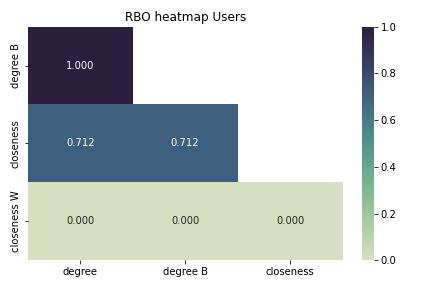 RBO heatmap Users
degree B
1.000
closeness
0.712 0.712
closeness W
0.000 0.000 0.000
degree degree B closeness
1.0
0.8
0.6
0.4
0.2
0.0